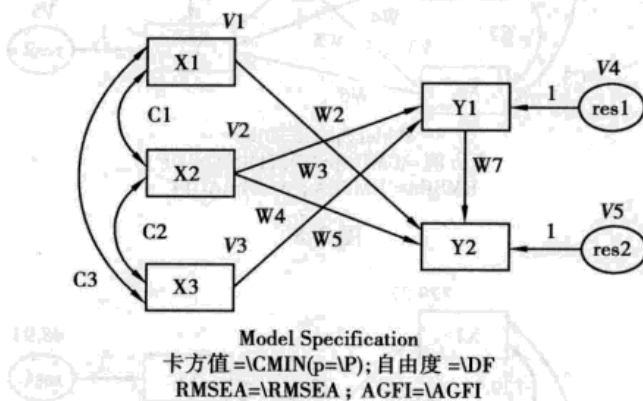 V1
X1
C1
V2
X2
C2
V3
X3
C3
W2
W3
W4
W5
Y1
1
V4
res1
W7
Y2
1
V5
res2
Model Specification
卡方值=\CMIN(p=\P);自由度=\DF
RMSEA=\RMSEA;AGFI=\AGFI